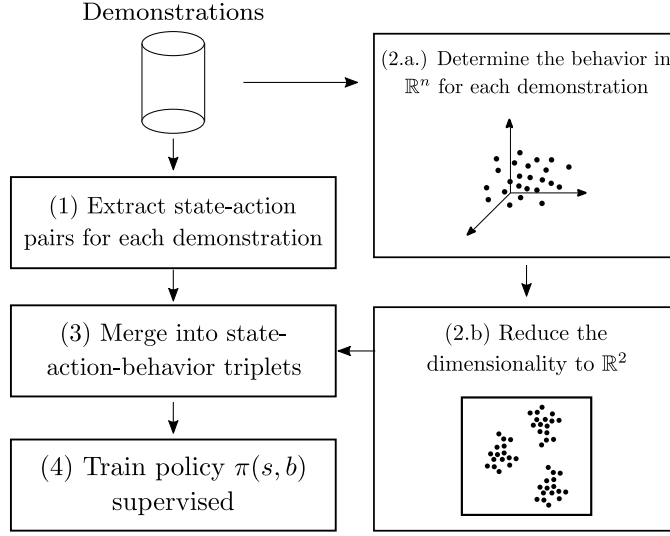 Demonstrations
(2.a.) Determine the behavior in
ℝⁿ for each demonstration
(1) Extract state-action
pairs for each demonstration
(3) Merge into state-
action-behavior triplets
(2.b) Reduce the
dimensionality to ℝ²
(4) Train policy π(s, b)
supervised